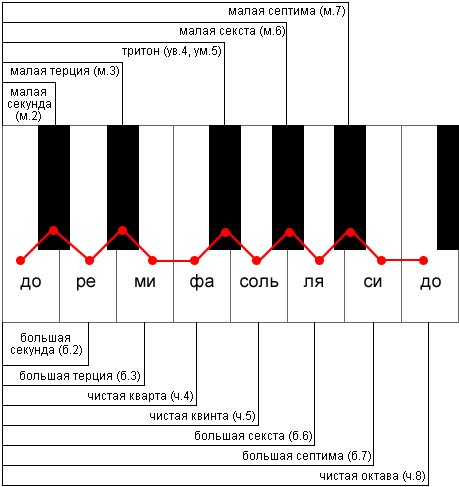 малая септима (м.7)
малая секста (м.6)
тритон (ув.4, ум.5)
малая терция (м.3)
малая
секунда
(м.2)
до ре ми фа соль ля си до
большая
секунда (б.2)
большая терция (б.3)
чистая кварта (ч.4)
чистая квинта (ч.5)
большая секста (б.6)
большая септима (б.7)
чистая октава (ч.8)